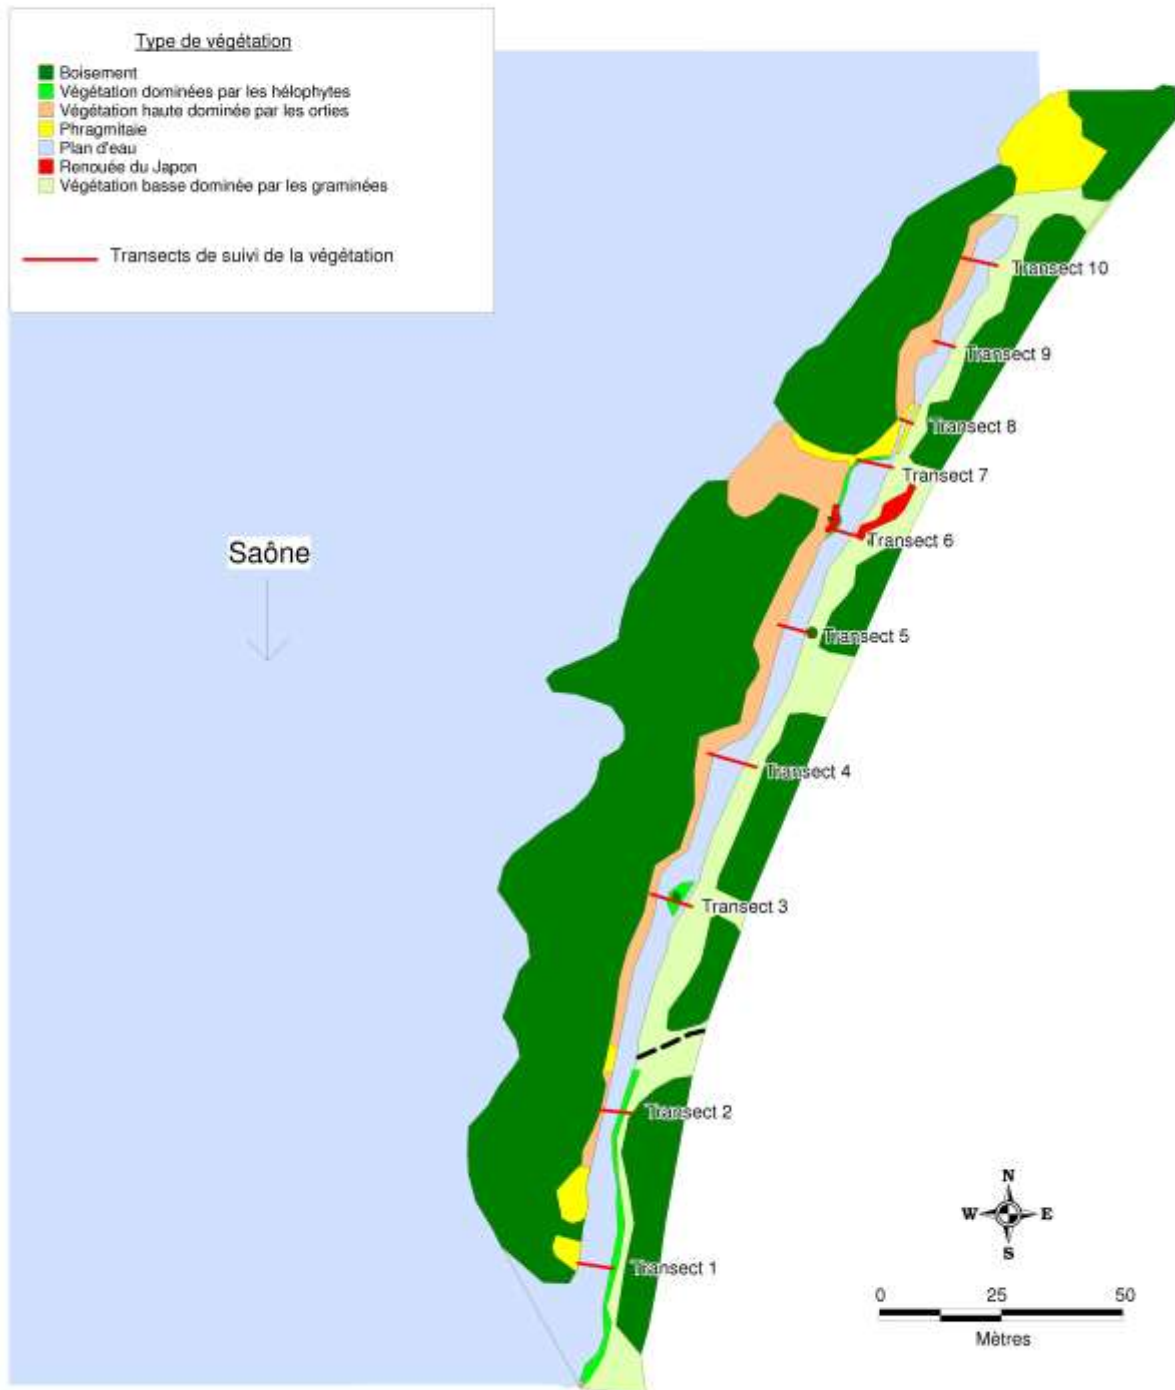 Type de végétation
Boisement
Végétation dominées par les hélophytes
Végétation haute dominée par les orties
Phragmitaie
Plan d'eau
Renouée du Japon
Végétation basse dominée par les graminées
Transects de suivi de la végétation
Transect 10
Transect 9
Transect 8
Transect 7
Transect 6
Saône
Transect 5
Transect 4
Transect 3
Transect 2
Transect 1
N
W E
S
0 25 50
Mètres